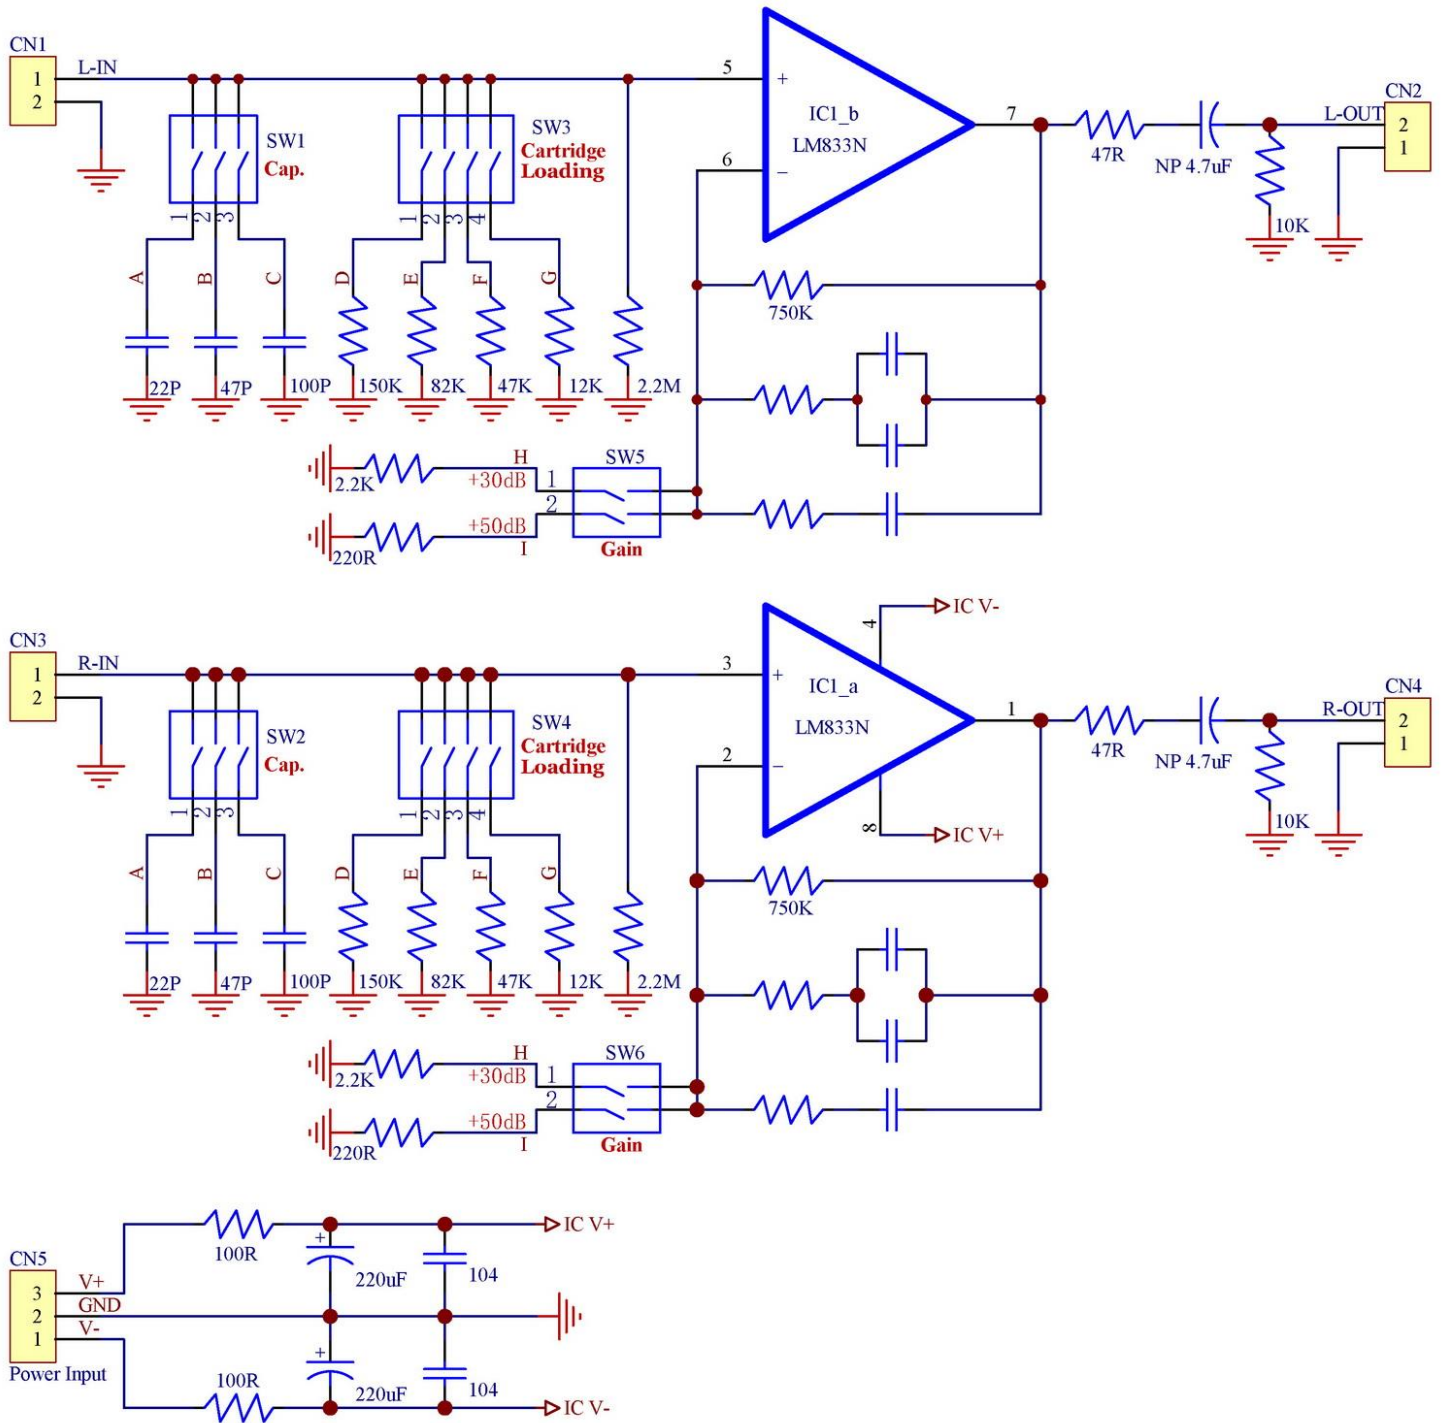 CN1
1
2
L-IN
SW1
Cap.
1 2 3
A B C
22P 47P 100P
SW3
Cartridge
Loading
1 2 3 4
D E F G
150K 82K 47K 12K 2.2M
5
+
6
−
IC1_b
LM833N
7
47R
NP 4.7uF
10K
L-OUT
CN2
2
1
750K
H
+30dB
2.2K
1
2
SW5
Gain
+50dB
I
220R
CN3
1
2
R-IN
SW2
Cap.
1 2 3
A B C
22P 47P 100P
SW4
Cartridge
Loading
1 2 3 4
D E F G
150K 82K 47K 12K 2.2M
3
+
2
−
IC1_a
LM833N
4
IC V-
8
IC V+
1
47R
NP 4.7uF
10K
R-OUT
CN4
2
1
750K
H
+30dB
2.2K
1
2
SW6
Gain
+50dB
I
220R
CN5
3
2
1
V+
GND
V-
Power Input
100R
+
220uF
104
IC V+
100R
+
220uF
104
IC V-